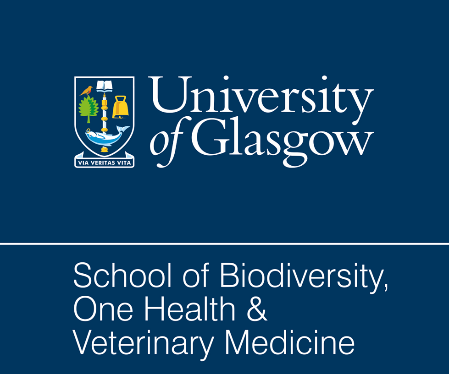 University
of Glasgow
VIA VERITAS VITA
School of Biodiversity,
One Health &
Veterinary Medicine